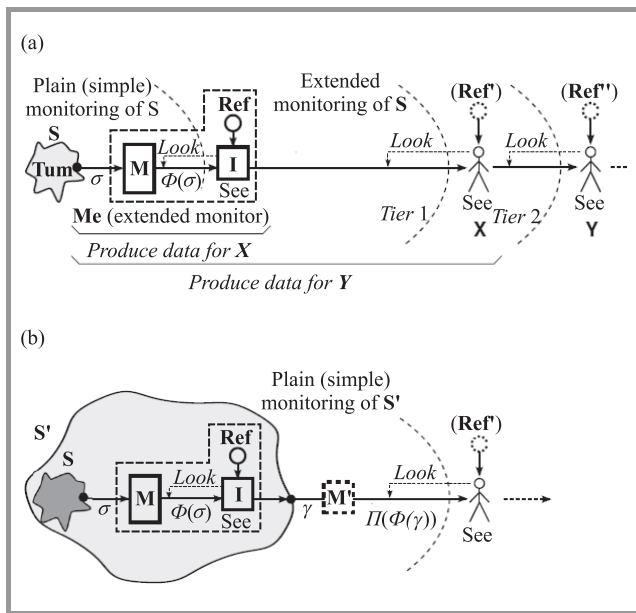 (a)
Plain (simple)
monitoring of S
Extended
monitoring of S
Ref
(Ref')
(Ref'')
S
Tum
σ
M
Look
Φ(σ)'
I
See
Look
Look
See
See
Tier 1
X
Tier 2
Y
Me (extended monitor)
Produce data for X
Produce data for Y
(b)
Plain (simple)
monitoring of S'
S'
S
Ref
(Ref')
σ
M
Look
Φ(σ)
I
See
γ
M'
Look
Π(Φ(γ))
See